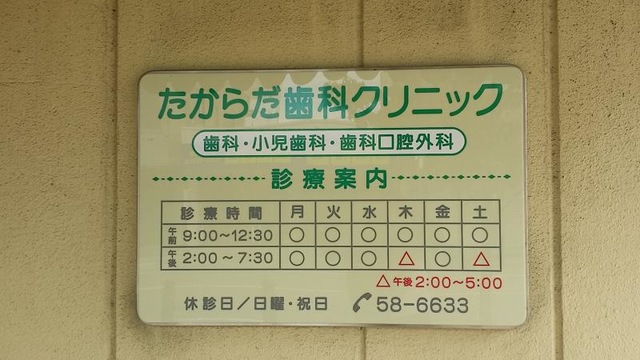 たからだ歯科クリニック
歯科・小児歯科・歯科口腔外科
診療案内
診療時間 月 火 水 木 金 土
午前 9:00～12:30 ○ ○ ○ ○ ○ ○
午後 2:00～7:30 ○ ○ ○ △ ○ △
△午後2:00～5:00
休診日/日曜・祝日 58-6633